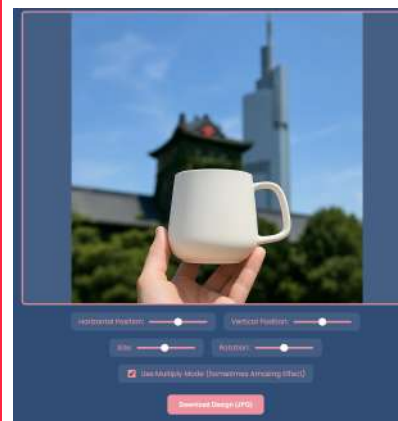 Horizontal Position: Vertical Position:
Size: Rotation:
Use Multiply Mode (Sometimes Amazing Effect)
Download Design (JPG)